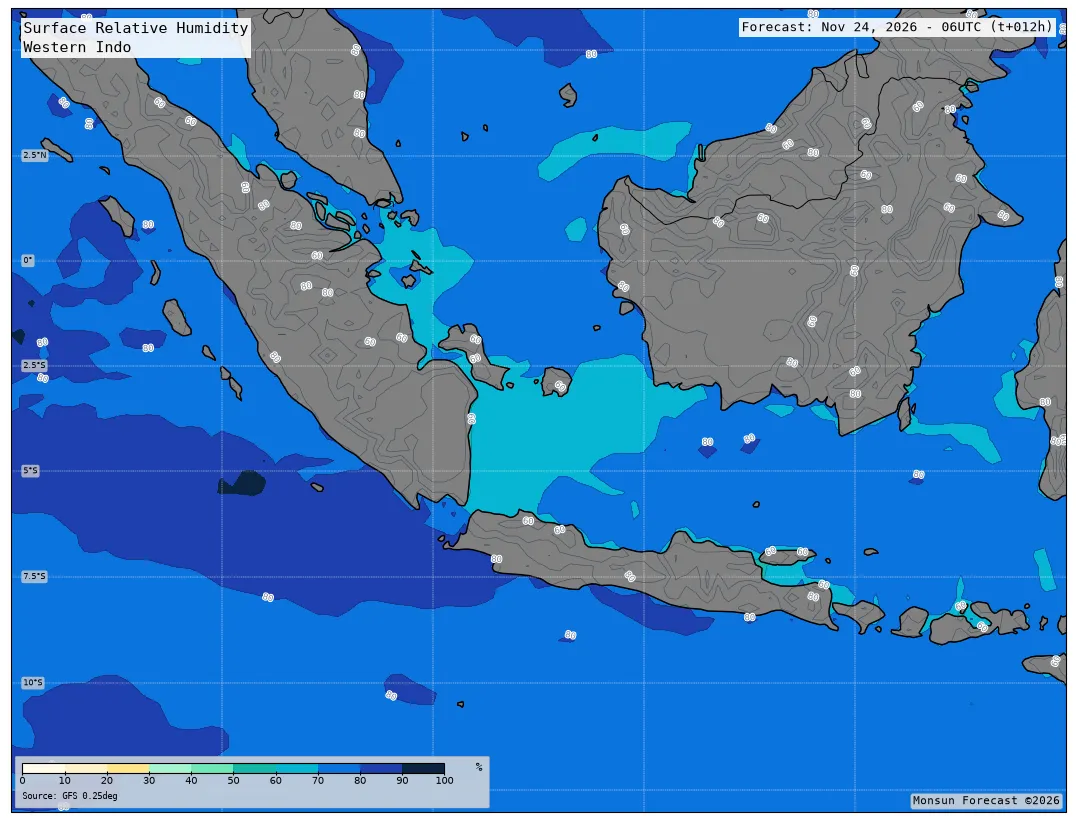 Surface Relative Humidity
Western Indo
Forecast: Nov 24, 2026 - 06UTC (t+012h)
2.5°N
0°
2.5°S
5°S
7.5°S
10°S
0 10 20 30 40 50 60 70 80 90 100
%
Source: GFS 0.25deg
Monsun Forecast ©2026